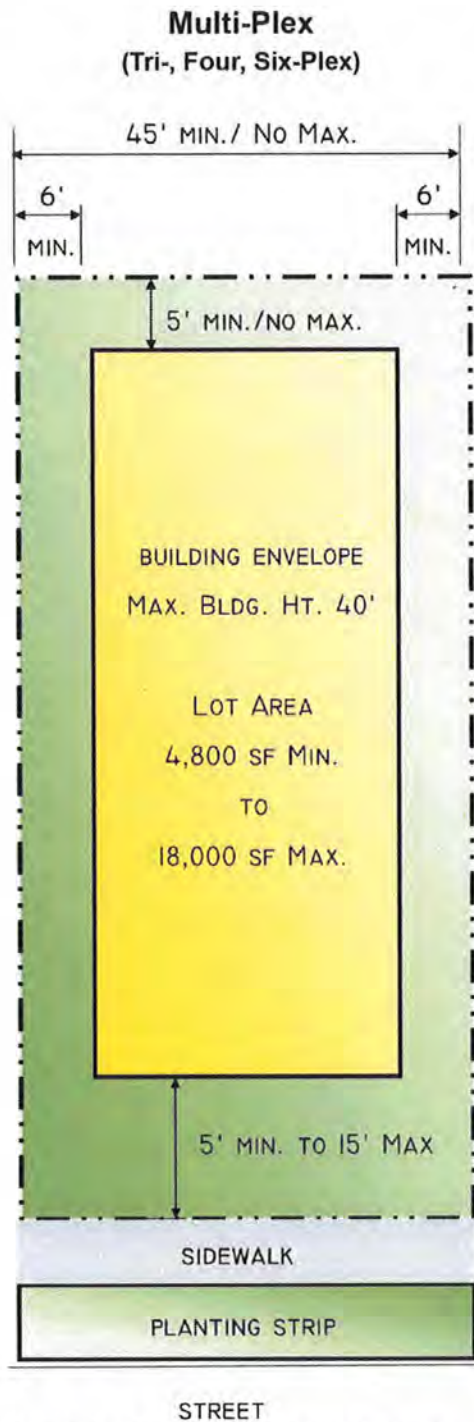 Multi-Plex
(Tri-, Four, Six-Plex)
45' MIN./ NO MAX.
6' 6'
MIN. MIN.
5' MIN./NO MAX.
BUILDING ENVELOPE
MAX. BLDG. HT. 40'
LOT AREA
4,800 SF MIN.
TO
18,000 SF MAX.
5' MIN. TO 15' MAX
SIDEWALK
PLANTING STRIP
STREET